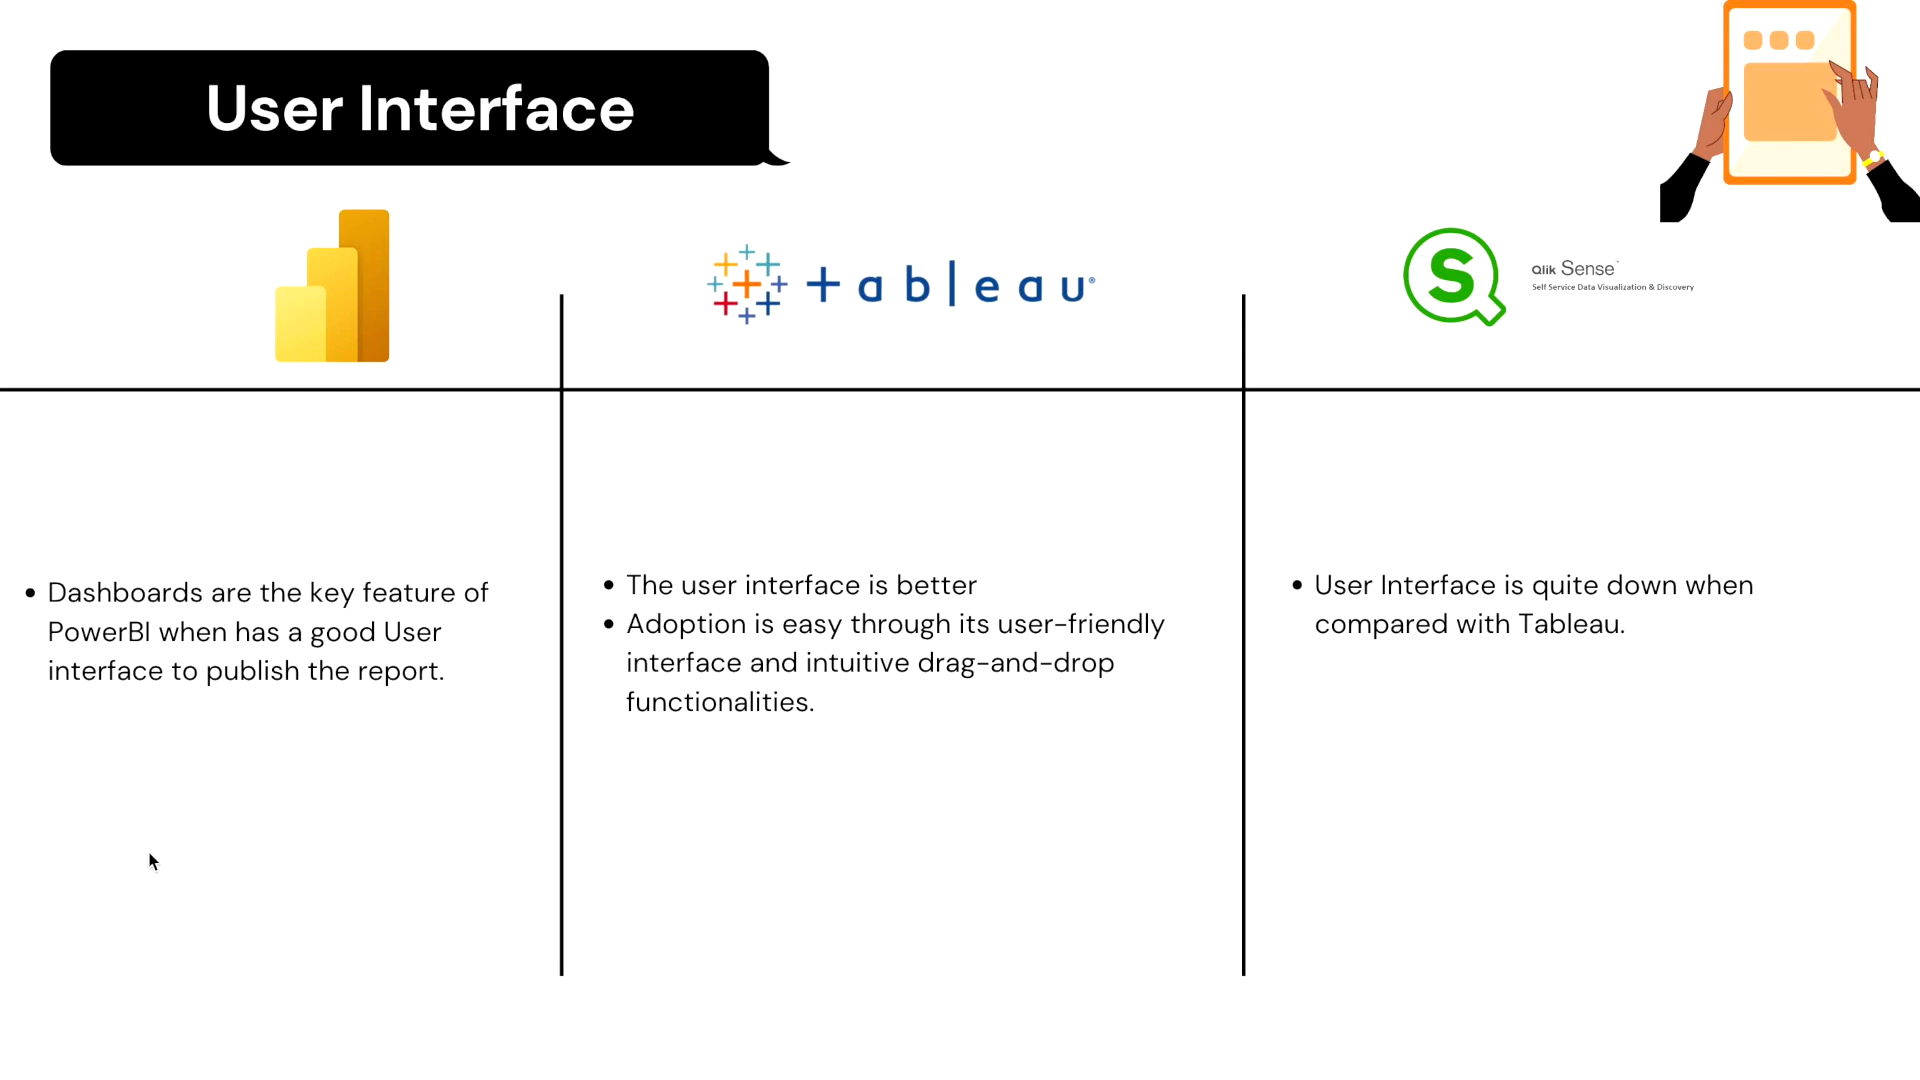 User Interface
+ableau®
Qlik Sense™
Self Service Data Visualization & Discovery
• Dashboards are the key feature of
PowerBI when has a good User
interface to publish the report.
• The user interface is better
• Adoption is easy through its user-friendly
interface and intuitive drag-and-drop
functionalities.
• User Interface is quite down when
compared with Tableau.